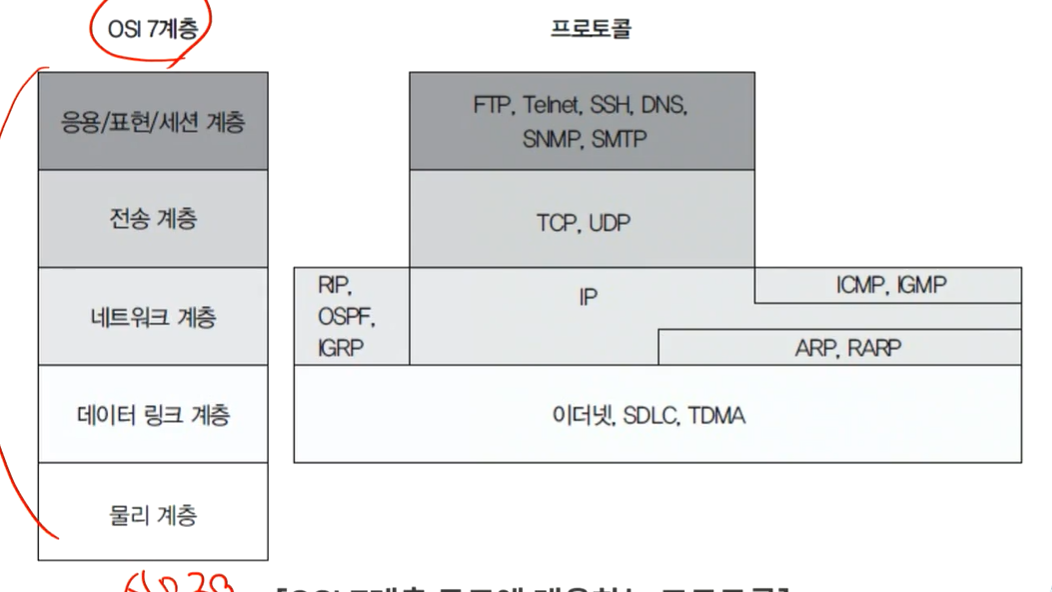 OSI 7계층
프로토콜
응용/표현/세션 계층
FTP, Telnet, SSH, DNS,
SNMP, SMTP
전송 계층
TCP, UDP
네트워크 계층
RIP,
OSPF,
IGRP
IP
ICMP, IGMP
ARP, RARP
데이터 링크 계층
이더넷, SDLC, TDMA
물리 계층